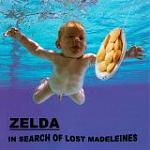 ZELDA
IN SEARCH OF LOST MADELEINES